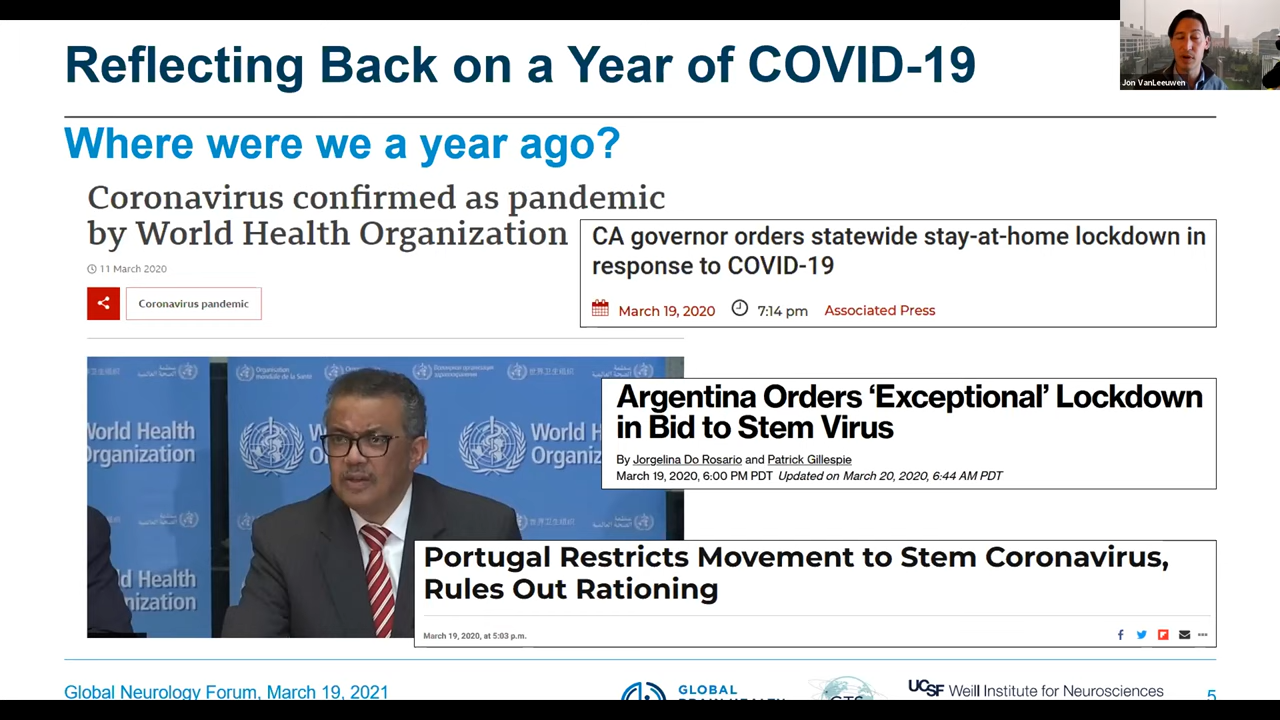 Reflecting Back on a Year of COVID-19
Jon VanLeeuwen
Where were we a year ago?
Coronavirus confirmed as pandemic
by World Health Organization
11 March 2020
Coronavirus pandemic
CA governor orders statewide stay-at-home lockdown in
response to COVID-19
March 19, 2020 7:14 pm Associated Press
World Health
Organization
World H
Organiz
d Health
nization
Argentina Orders ‘Exceptional’ Lockdown
in Bid to Stem Virus
By Jorgelina Do Rosario and Patrick Gillespie
March 19, 2020, 6:00 PM PDT Updated on March 20, 2020, 6:44 AM PDT
Portugal Restricts Movement to Stem Coronavirus,
Rules Out Rationing
March 19, 2020, at 5:03 p.m.
Global Neurology Forum, March 19, 2021
GLOBAL
UCSF Weill Institute for Neurosciences
5